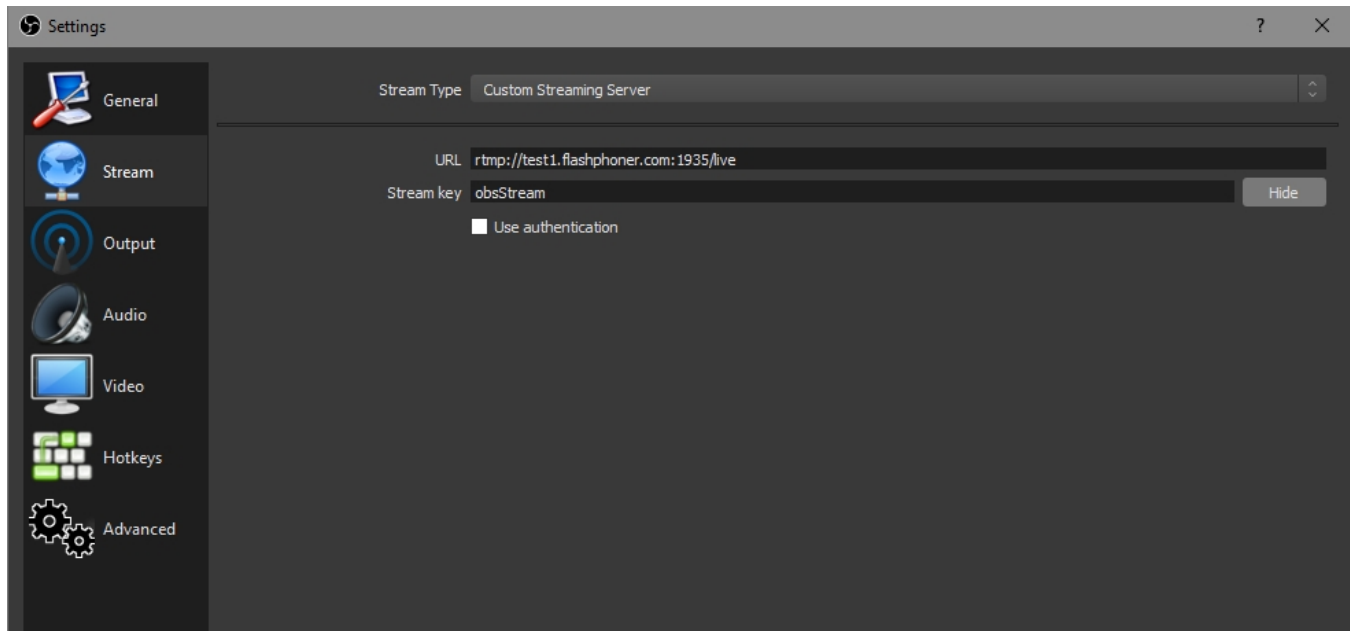 Settings
?
General
Stream
Output
Audio
Video
Hotkeys
Advanced
Stream Type Custom Streaming Server
URL rtmp://test1.flashphoner.com:1935/live
Stream key obsStream Hide
Use authentication